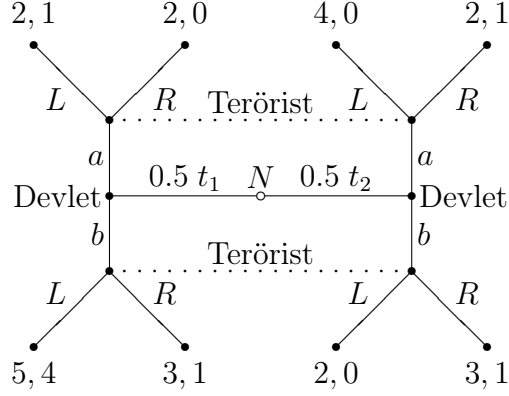 2, 1 2, 0 4, 0 2, 1
L R Terörist L R
a a
0.5 t₁ N 0.5 t₂
Devlet Devlet
b b
Terörist
L R L R
5, 4 3, 1 2, 0 3, 1